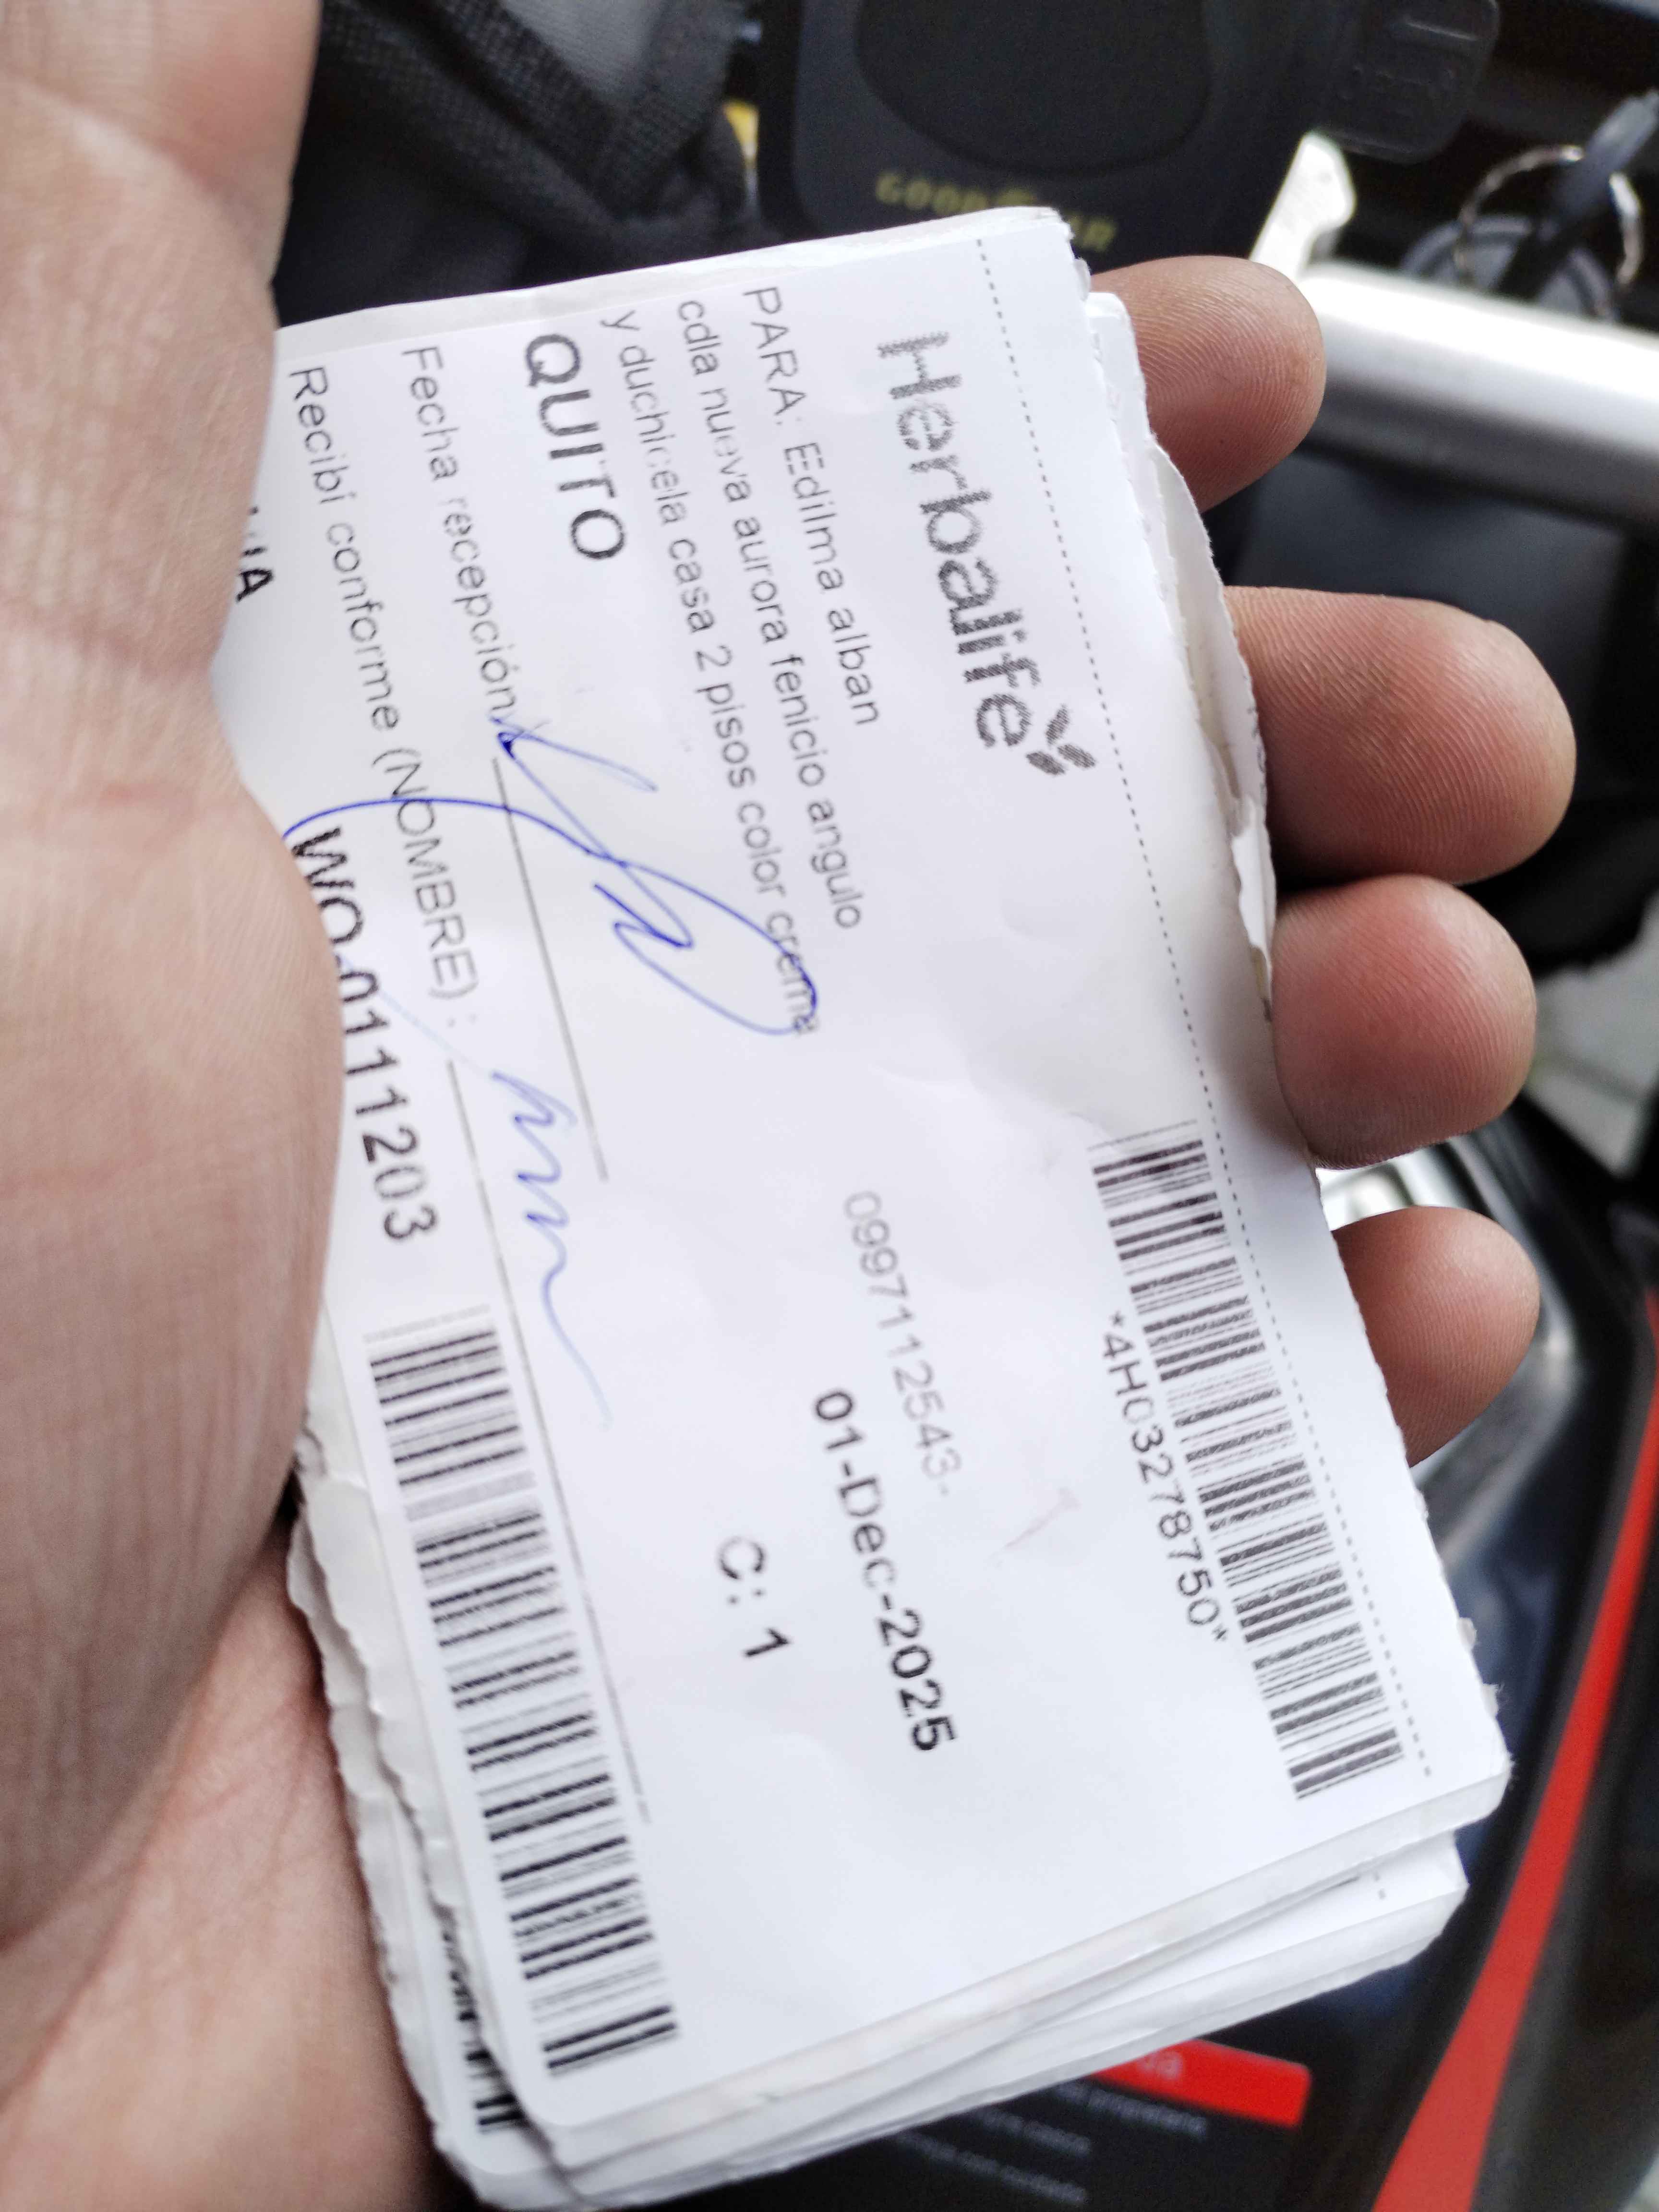 Herbalife
*4H03278750*
PARA: Edilma alban
0997112543-
cdla nueva aurora fenicio angulo
y duchicela casa 2 pisos color crema
01-Dec-2025
QUITO
C: 1
Fecha recepción
Recibí conforme (NOMBRE) :
WO-0111203
GOODYEAR